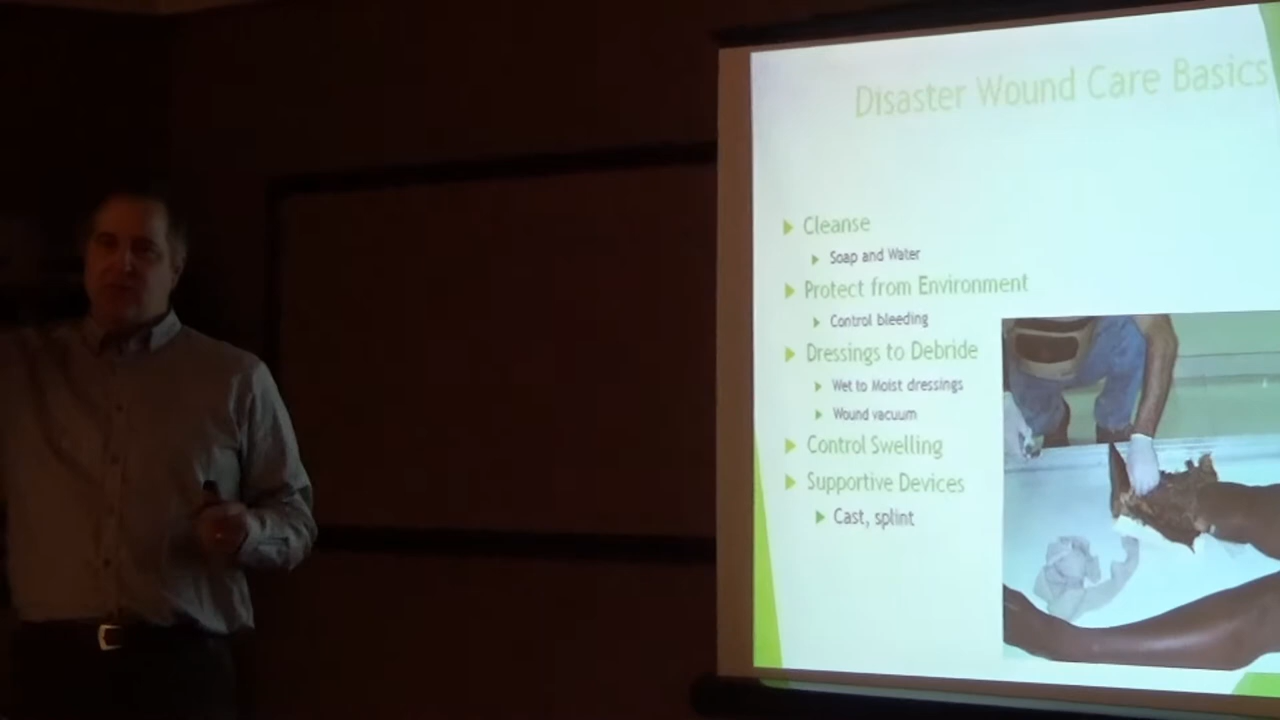 Disaster Wound Care Basics
Cleanse
Soap and Water
Protect from Environment
Control bleeding
Dressings to Debride
Wet to Moist dressings
Wound vacuum
Control Swelling
Supportive Devices
Cast, splint